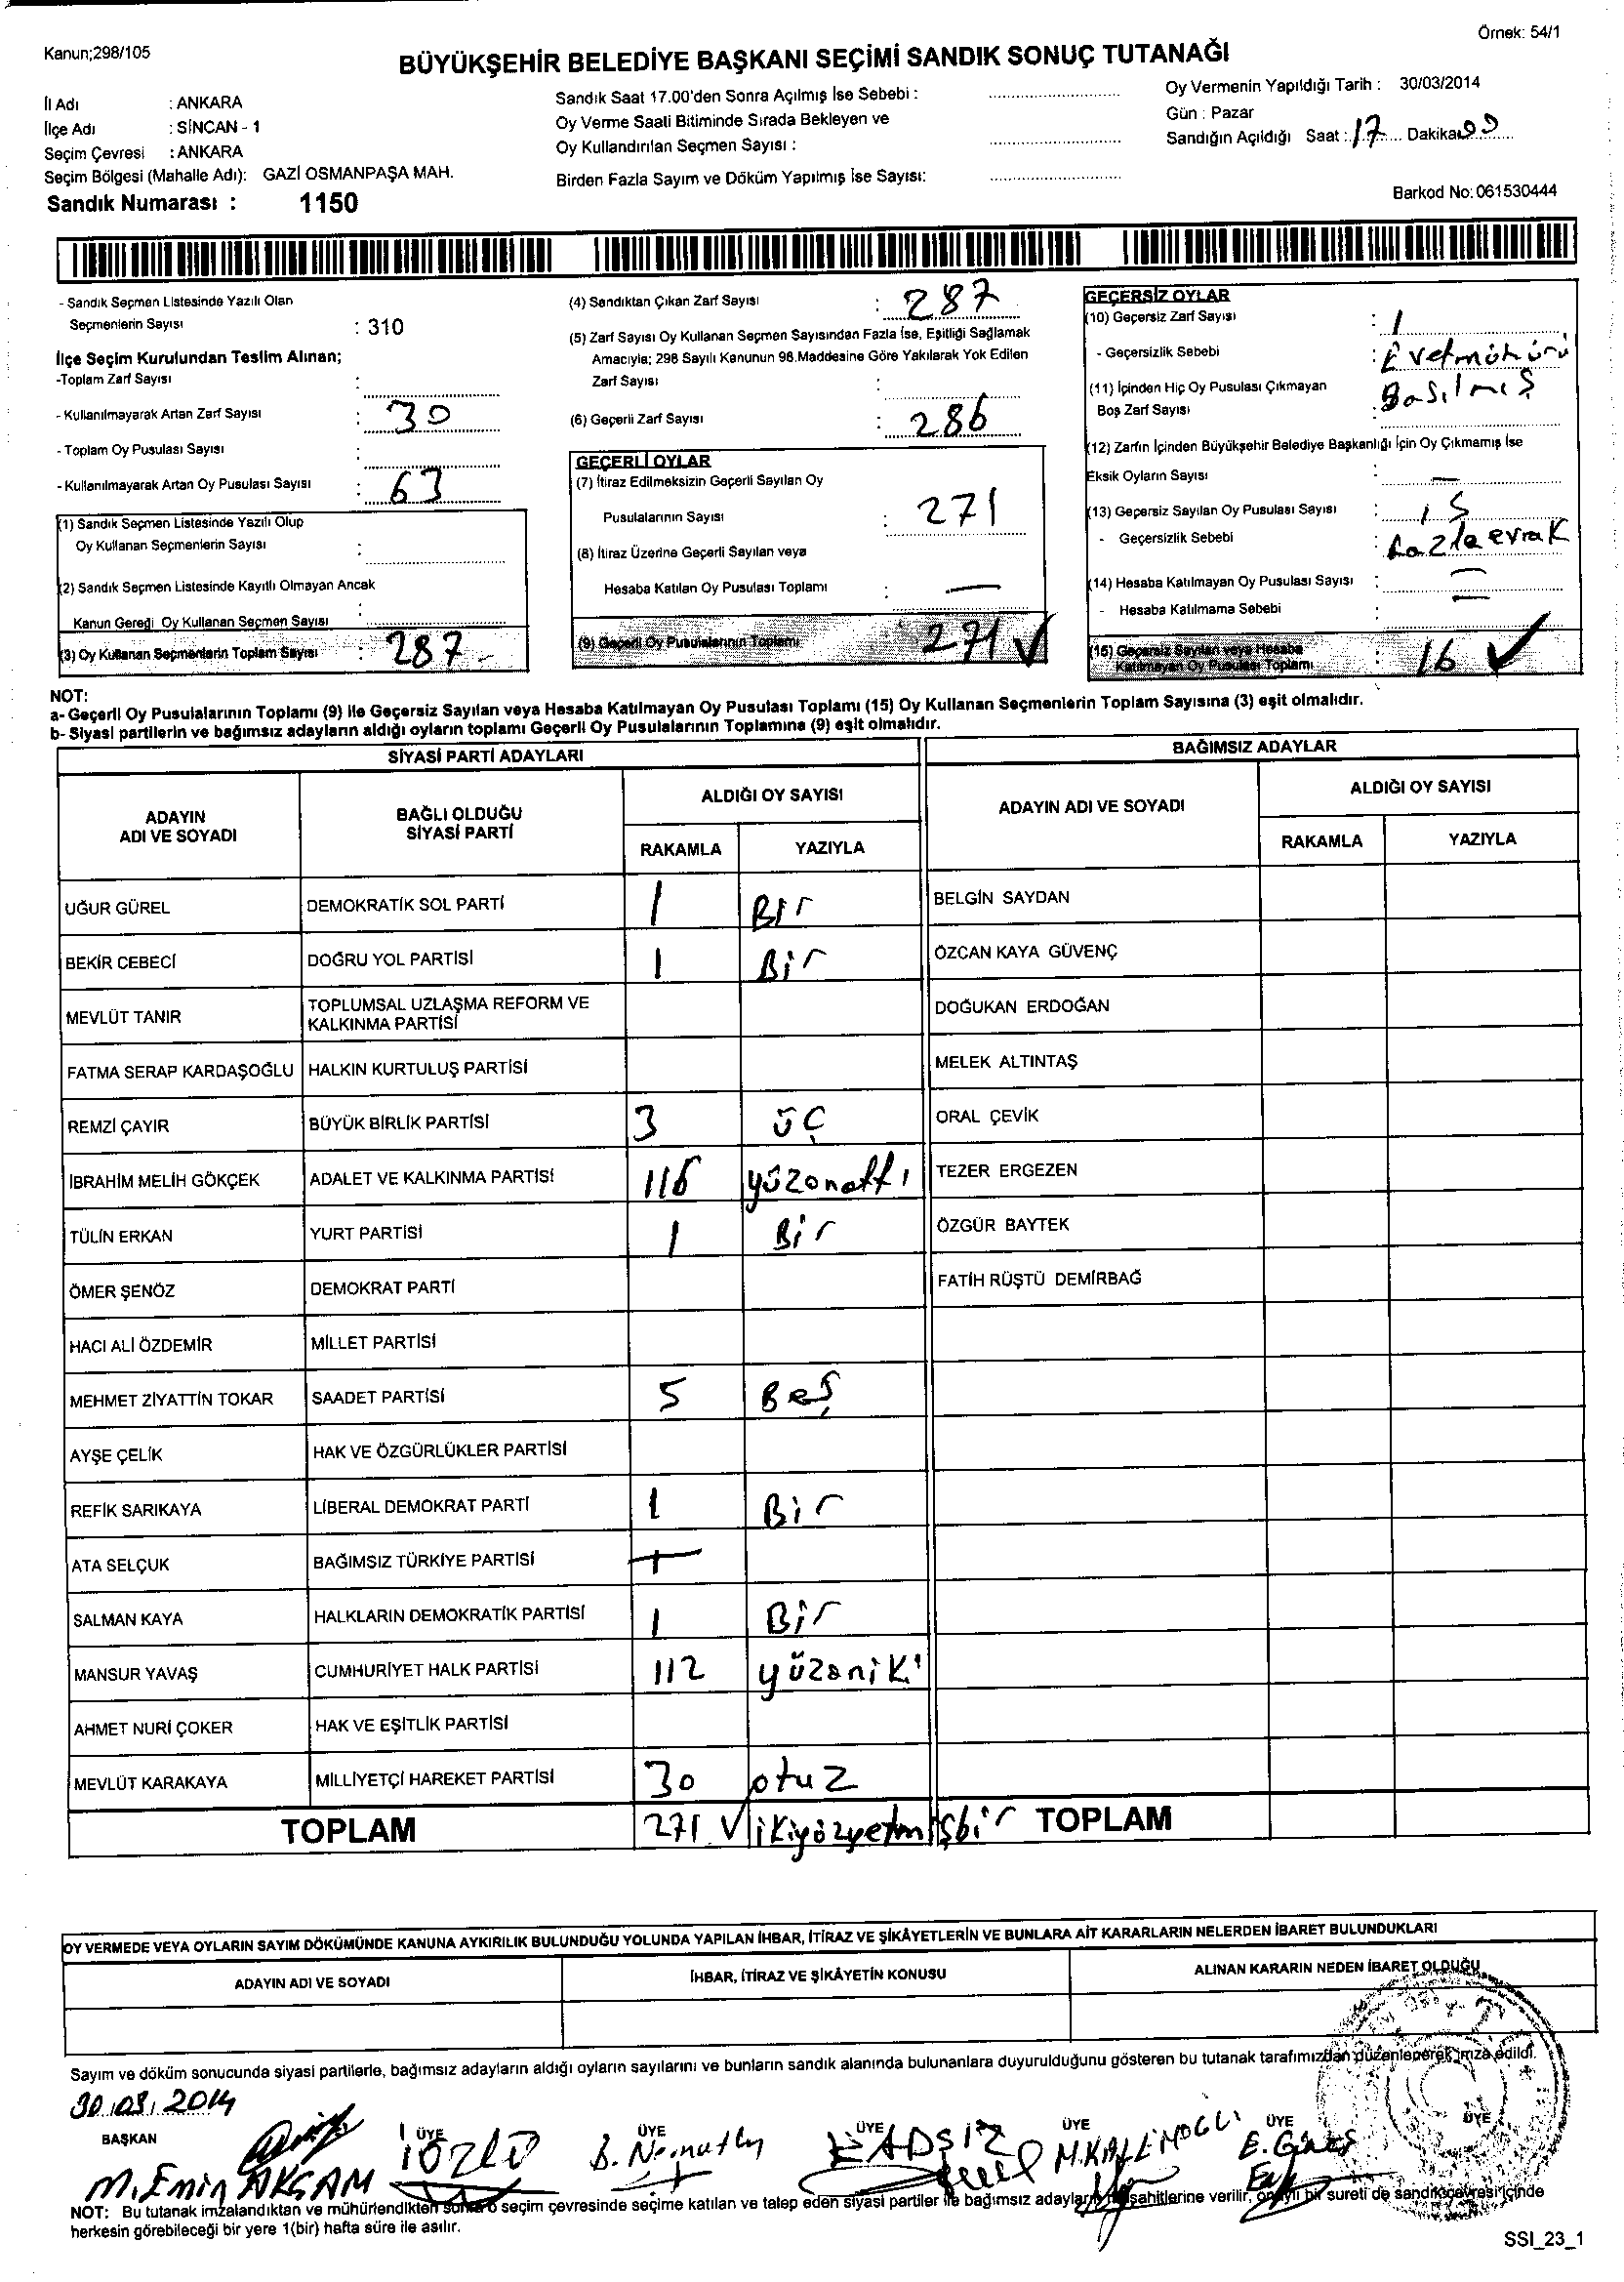 Örnek: 54/1
Kanun;298/105
BÜYÜKŞEHİR BELEDİYE BAŞKANI SEÇİMİ SANDIK SONUÇ TUTANAĞI
İl Adı : ANKARA
İlçe Adı : SİNCAN - 1
Seçim Çevresi : ANKARA
Seçim Bölgesi (Mahalle Adı): GAZİ OSMANPAŞA MAH.
Sandık Numarası : 1150
Sandık Saat 17.00'den Sonra Açılmış İse Sebebi :
Oy Verme Saati Bitiminde Sırada Bekleyen ve
Oy Kullandırılan Seçmen Sayısı :
Birden Fazla Sayım ve Döküm Yapılmış İse Sayısı:
Oy Vermenin Yapıldığı Tarih : 30/03/2014
Gün : Pazar
Sandığın Açıldığı Saat : 17 Dakika 00
Barkod No: 061530444
- Sandık Seçmen Listesinde Yazılı Olan
Seçmenlerin Sayısı : 310
İlçe Seçim Kurulundan Teslim Alınan;
-Toplam Zarf Sayısı :
- Kullanılmayarak Artan Zarf Sayısı : 30
- Toplam Oy Pusulası Sayısı :
- Kullanılmayarak Artan Oy Pusulası Sayısı : 63
(1) Sandık Seçmen Listesinde Yazılı Olup
Oy Kullanan Seçmenlerin Sayısı :
(2) Sandık Seçmen Listesinde Kayıtlı Olmayan Ancak
Kanun Gereği Oy Kullanan Seçmen Sayısı :
(3) Oy Kullanan Seçmenlerin Toplam Sayısı : 287
(4) Sandıktan Çıkan Zarf Sayısı : 287
(5) Zarf Sayısı Oy Kullanan Seçmen Sayısından Fazla İse, Eşitliği Sağlamak
Amacıyla; 298 Sayılı Kanunun 98.Maddesine Göre Yakılarak Yok Edilen
Zarf Sayısı :
(6) Geçerli Zarf Sayısı : 286
GEÇERLİ OYLAR
(7) İtiraz Edilmeksizin Geçerli Sayılan Oy
Pusulalarının Sayısı : 271
(8) İtiraz Üzerine Geçerli Sayılan veya
Hesaba Katılan Oy Pusulası Toplamı : —
(9) Geçerli Oy Pusulalarının Toplamı 271 ✓
GEÇERSİZ OYLAR
(10) Geçersiz Zarf Sayısı : 1
- Geçersizlik Sebebi : Evet mührü
(11) İçinden Hiç Oy Pusulası Çıkmayan Basılmış
Boş Zarf Sayısı :
(12) Zarfın İçinden Büyükşehir Belediye Başkanlığı İçin Oy Çıkmamış İse
Eksik Oyların Sayısı : —
(13) Geçersiz Sayılan Oy Pusulası Sayısı : 15
- Geçersizlik Sebebi : fazla evrak
(14) Hesaba Katılmayan Oy Pusulası Sayısı : —
- Hesaba Katılmama Sebebi : —
(15) Geçersiz Sayılan veya Hesaba
Katılmayan Oy Pusulası Toplamı : 16 ✓
NOT:
a- Geçerli Oy Pusulalarının Toplamı (9) ile Geçersiz Sayılan veya Hesaba Katılmayan Oy Pusulası Toplamı (15) Oy Kullanan Seçmenlerin Toplam Sayısına (3) eşit olmalıdır.
b- Siyasi partilerin ve bağımsız adayların aldığı oyların toplamı Geçerli Oy Pusulalarının Toplamına (9) eşit olmalıdır.
SİYASİ PARTİ ADAYLARI
BAĞIMSIZ ADAYLAR
ADAYIN ADI VE SOYADI
BAĞLI OLDUĞU SİYASİ PARTİ
ALDIĞI OY SAYISI
RAKAMLA YAZIYLA
ADAYIN ADI VE SOYADI
ALDIĞI OY SAYISI
RAKAMLA YAZIYLA
UĞUR GÜREL DEMOKRATİK SOL PARTİ 1 Bir BELGİN SAYDAN
BEKİR CEBECİ DOĞRU YOL PARTİSİ 1 Bir ÖZCAN KAYA GÜVENÇ
MEVLÜT TANIR TOPLUMSAL UZLAŞMA REFORM VE KALKINMA PARTİSİ DOĞUKAN ERDOĞAN
FATMA SERAP KARDAŞOĞLU HALKIN KURTULUŞ PARTİSİ MELEK ALTINTAŞ
REMZİ ÇAYIR BÜYÜK BİRLİK PARTİSİ 3 ÜÇ ORAL ÇEVİK
İBRAHİM MELİH GÖKÇEK ADALET VE KALKINMA PARTİSİ 116 yüzonaltı TEZER ERGEZEN
TÜLİN ERKAN YURT PARTİSİ 1 Bir ÖZGÜR BAYTEK
ÖMER ŞENÖZ DEMOKRAT PARTİ FATİH RÜŞTÜ DEMİRBAĞ
HACI ALİ ÖZDEMİR MİLLET PARTİSİ
MEHMET ZİYATTİN TOKAR SAADET PARTİSİ 5 Beş
AYŞE ÇELİK HAK VE ÖZGÜRLÜKLER PARTİSİ
REFİK SARIKAYA LİBERAL DEMOKRAT PARTİ 1 Bir
ATA SELÇUK BAĞIMSIZ TÜRKİYE PARTİSİ
SALMAN KAYA HALKLARIN DEMOKRATİK PARTİSİ 1 Bir
MANSUR YAVAŞ CUMHURİYET HALK PARTİSİ 112 yüzoniki
AHMET NURİ ÇOKER HAK VE EŞİTLİK PARTİSİ
MEVLÜT KARAKAYA MİLLİYETÇİ HAREKET PARTİSİ 30 otuz
TOPLAM 271 ✓ ikiyüzyetmişbir TOPLAM
OY VERMEDE VEYA OYLARIN SAYIM DÖKÜMÜNDE KANUNA AYKIRILIK BULUNDUĞU YOLUNDA YAPILAN İHBAR, İTİRAZ VE ŞİKÂYETLERİN VE BUNLARA AİT KARARLARIN NELERDEN İBARET BULUNDUKLARI
ADAYIN ADI VE SOYADI İHBAR, İTİRAZ VE ŞİKÂYETİN KONUSU ALINAN KARARIN NEDEN İBARET OLDUĞU
Sayım ve döküm sonucunda siyasi partilerle, bağımsız adayların aldığı oyların sayılarını ve bunların sandık alanında bulunanlara duyurulduğunu gösteren bu tutanak tarafımızdan düzenlenerek imza edildi.
30.03.2014
BAŞKAN ÜYE ÜYE ÜYE ÜYE ÜYE ÜYE
M.Emin AKŞAM
NOT: Bu tutanak imzalandıktan ve mühürlendikten sonra o seçim çevresinde seçime katılan ve talep eden siyasi partiler ile bağımsız adayların müşahitlerine verilir, onaylı bir sureti de sandık çevresi içinde
herkesin görebileceği bir yere 1(bir) hafta süre ile asılır.
SSI_23_1